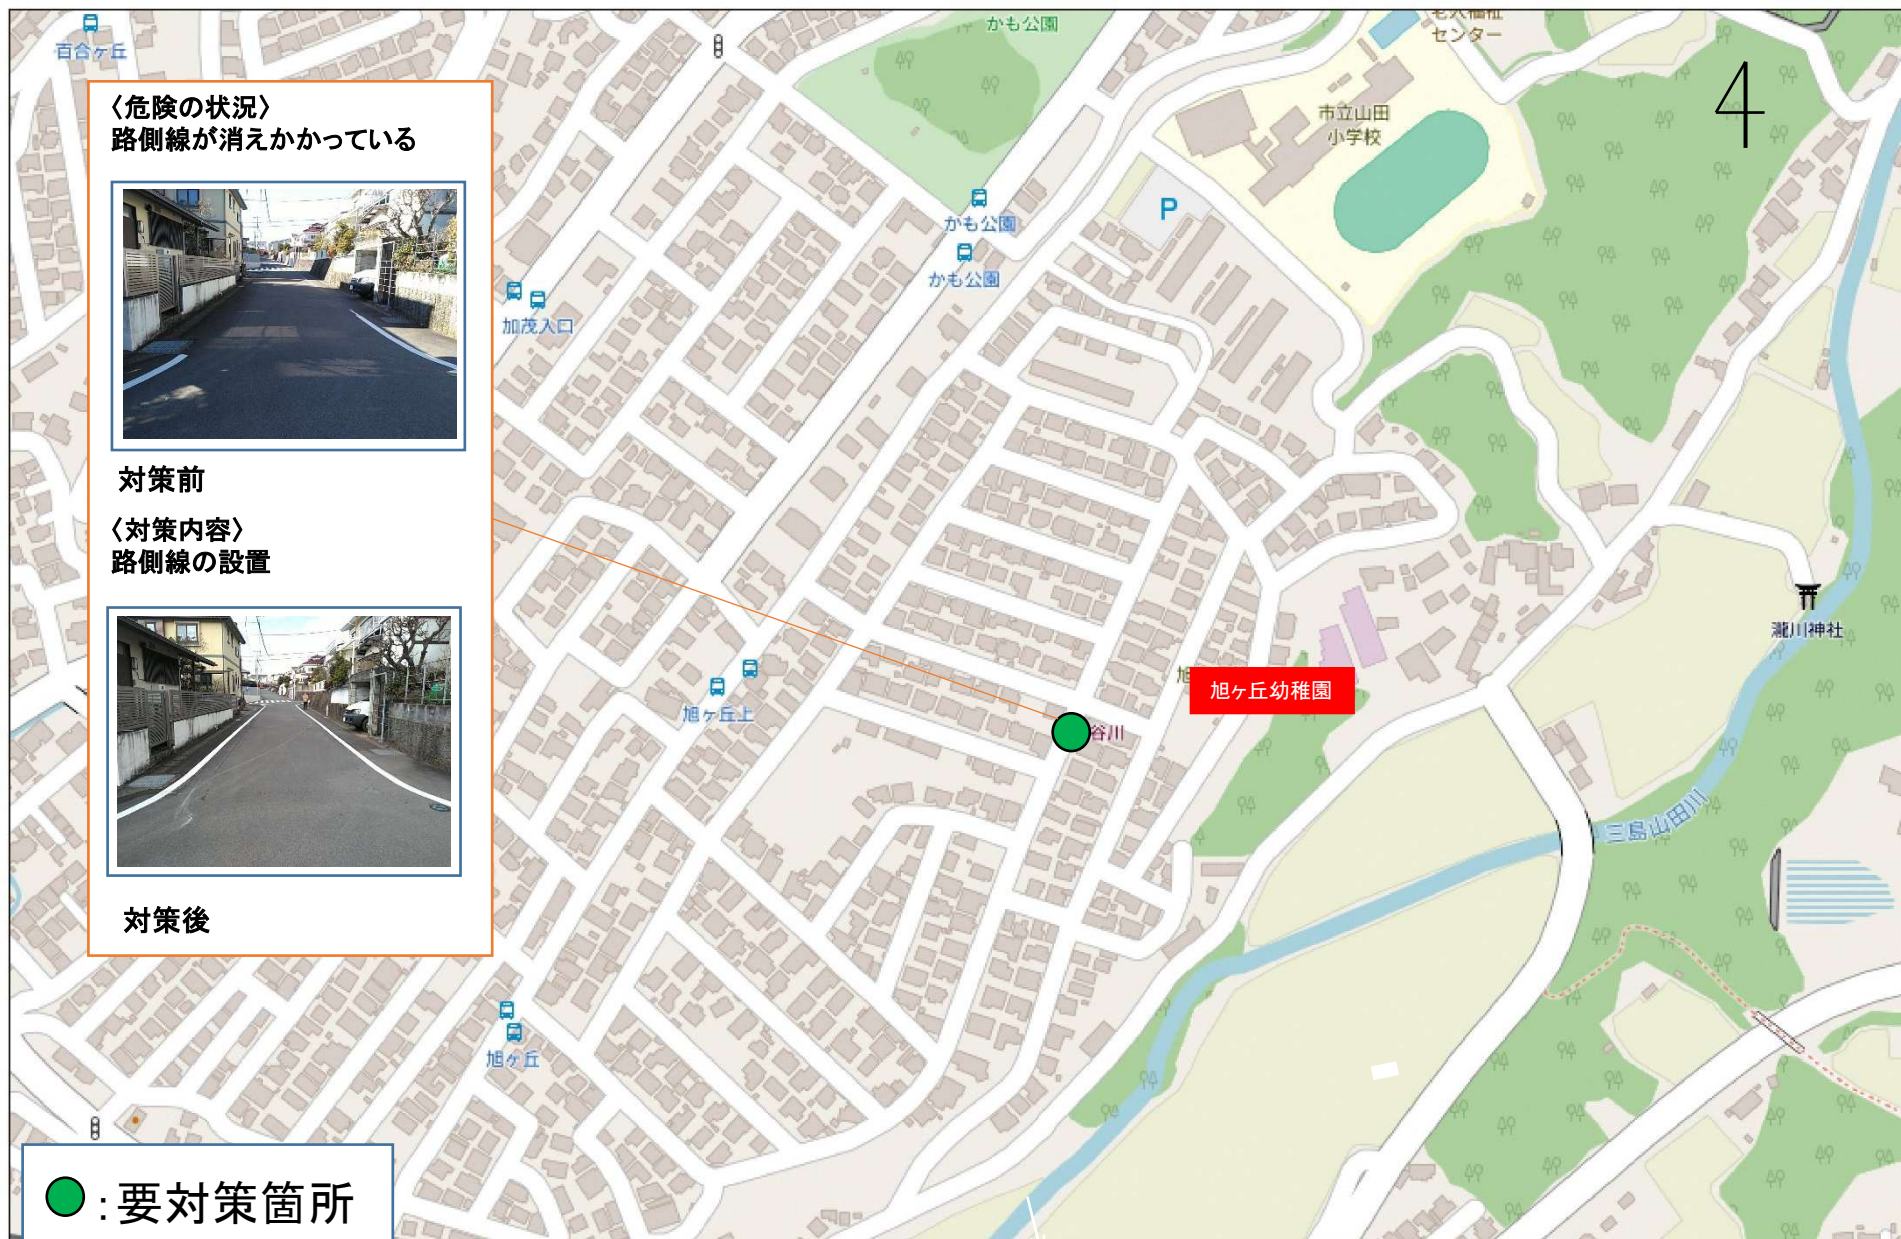 百合ケ丘
かも公園
センター
〈危険の状況〉
路側線が消えかかっている
対策前
〈対策内容〉
路側線の設置
対策後
市立山田
小学校
P
かも公園
かも公園
加茂入口
瀧川神社
旭ヶ丘上
旭ヶ丘幼稚園
谷川
三島山田川
旭ヶ丘
●:要対策箇所